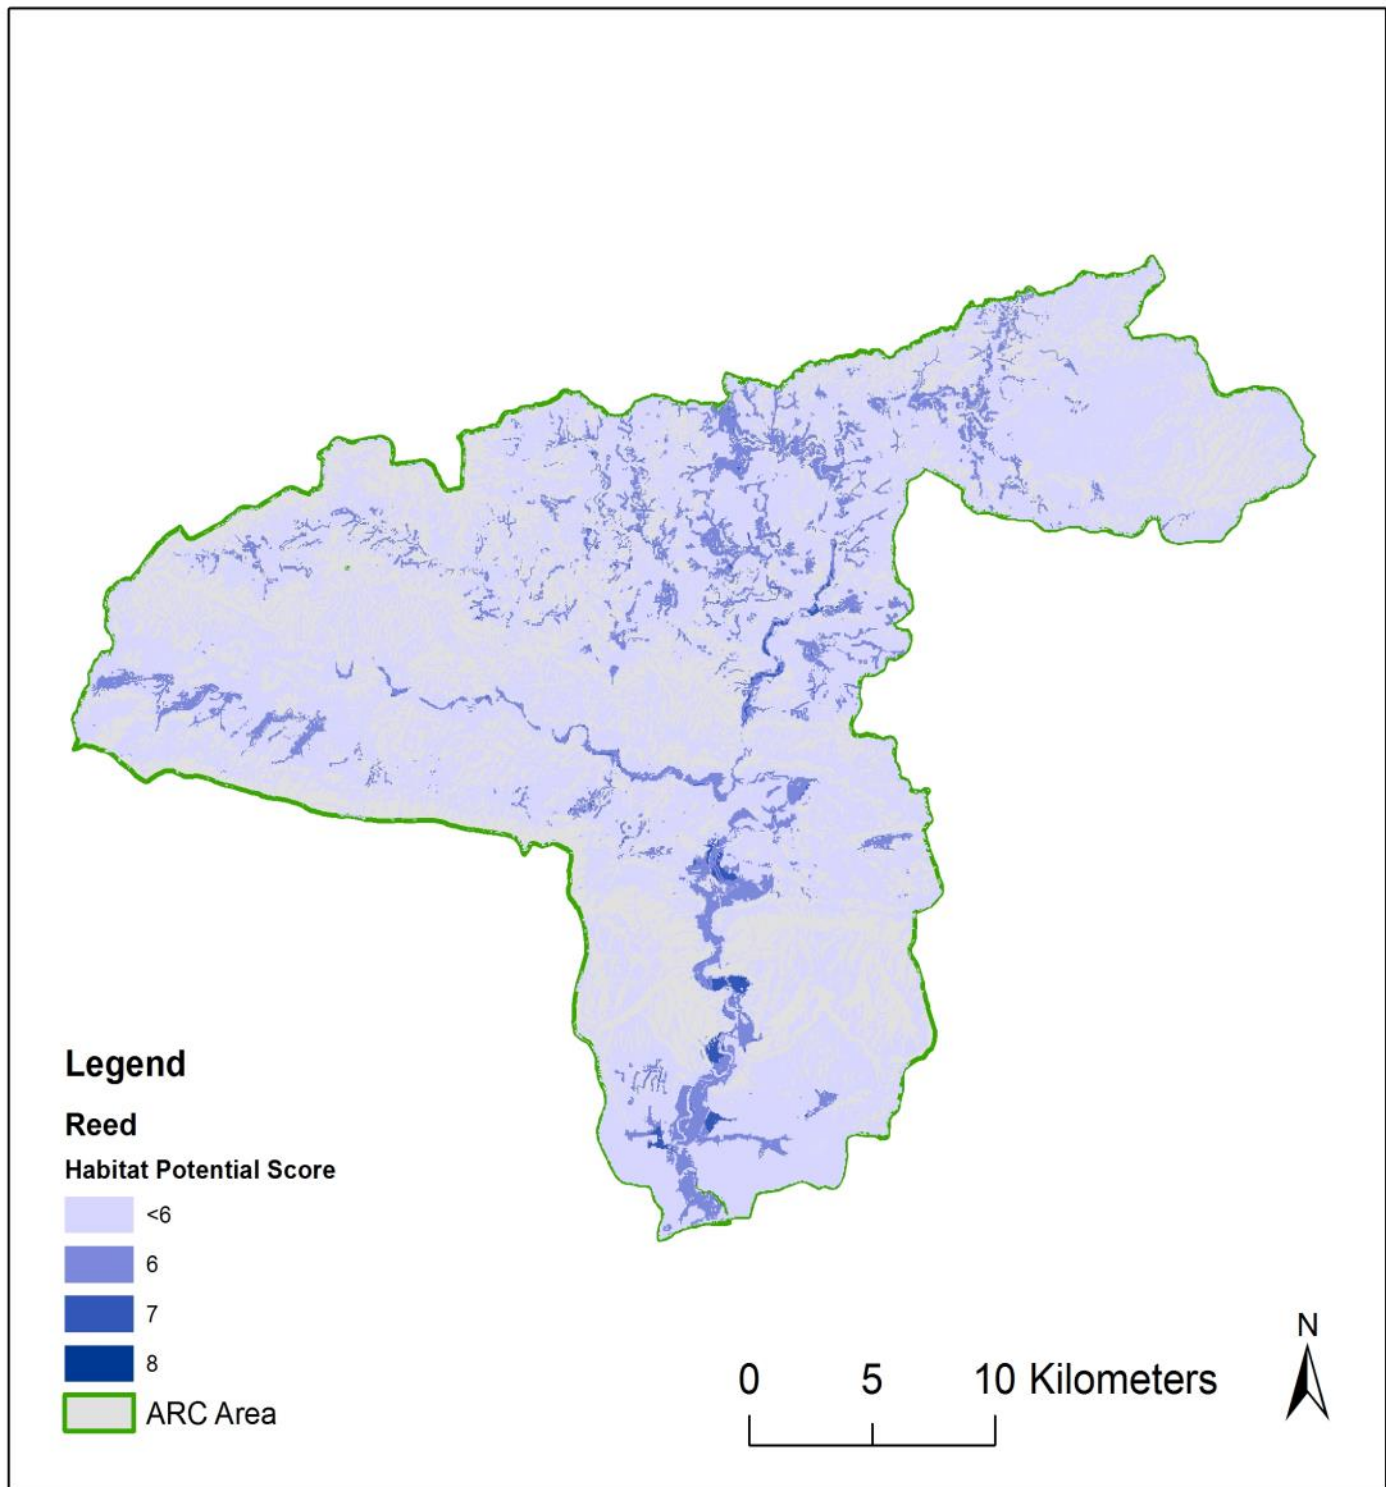 Legend
Reed
Habitat Potential Score
<6
6
7
8
ARC Area
0 5 10 Kilometers
N